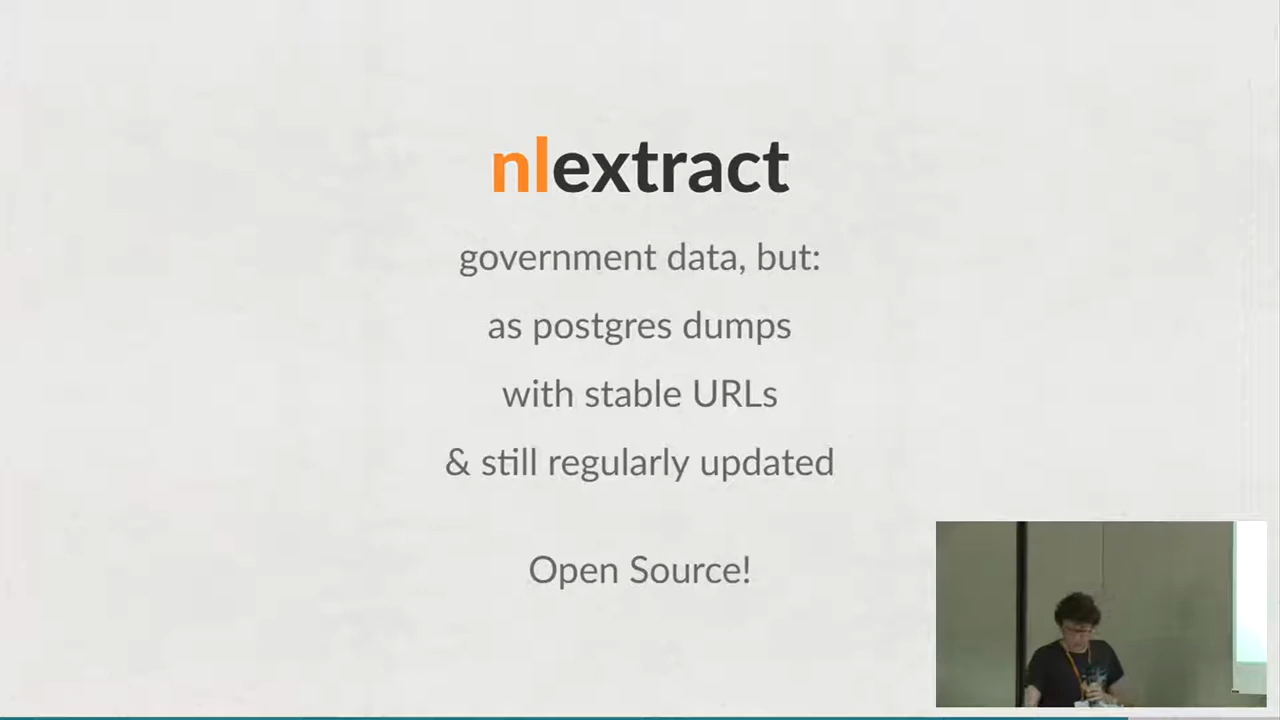 nlextract
government data, but:
as postgres dumps
with stable URLs
& still regularly updated
Open Source!